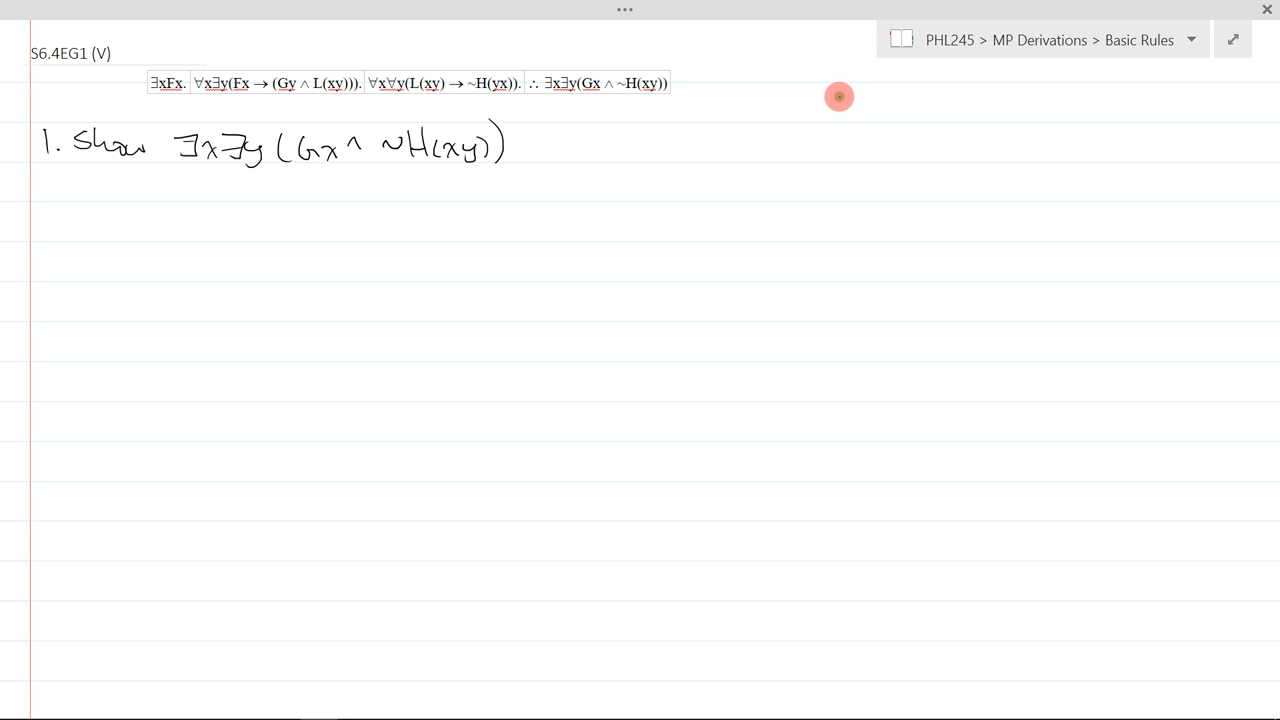 PHL245 > MP Derivations > Basic Rules
S6.4EG1 (V)
∃xFx. ∀x∃y(Fx → (Gy ∧ L(xy))). ∀x∀y(L(xy) → ~H(yx)). ∴ ∃x∃y(Gx ∧ ~H(xy))
1. Show ∃x∃y (Gx ∧ ~H(xy))